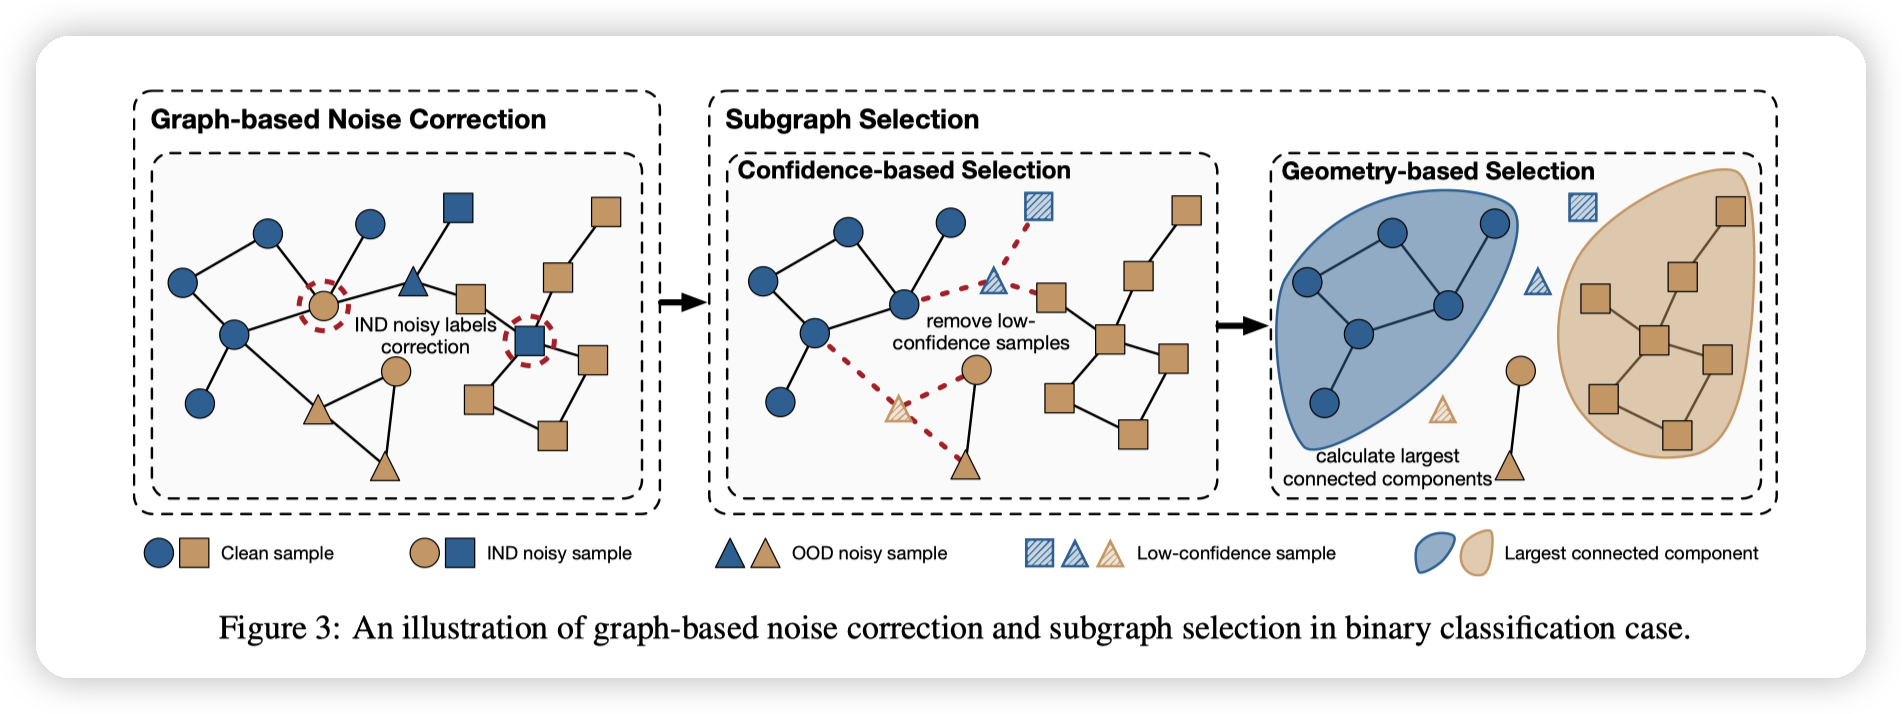 Graph-based Noise Correction
IND noisy labels
correction
Subgraph Selection
Confidence-based Selection
remove low-
confidence samples
Geometry-based Selection
calculate largest
connected components
Clean sample
IND noisy sample
OOD noisy sample
Low-confidence sample
Largest connected component
Figure 3: An illustration of graph-based noise correction and subgraph selection in binary classification case.